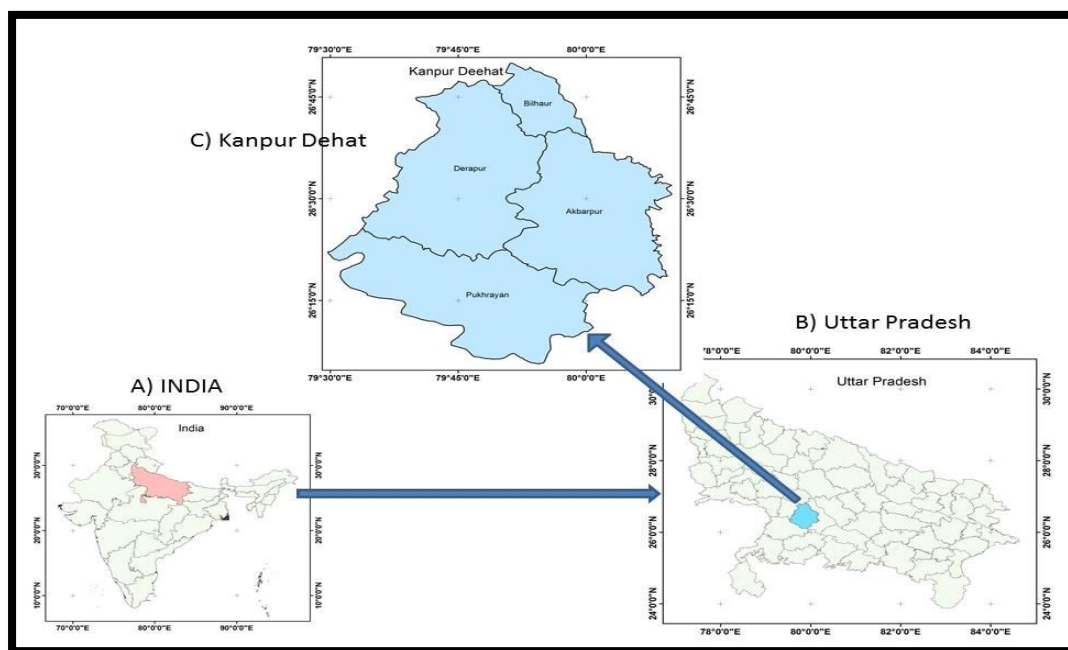 79°30'0"E 79°45'0"E 80°0'0"E
Kanpur Deehat
Bilhaur
26°45'0"N 26°45'0"N
C) Kanpur Dehat
Derapur
26°30'0"N 26°30'0"N
Akbarpur
Pukhrayan
26°15'0"N 26°15'0"N
79°30'0"E 79°45'0"E 80°0'0"E
B) Uttar Pradesh
'8°0'0"E 80°0'0"E 82°0'0"E 84°0'0"E
Uttar Pradesh
30°0'0"N
28°0'0"N 28°0'0"N
26°0'0"N 26°0'0"N
24°0'0"N 24°0'0"N
78°0'0"E 80°0'0"E 82°0'0"E 84°0'0"E
A) INDIA
70°0'0"E 80°0'0"E 90°0'0"E
India
30°0'0"N 30°0'0"N
20°0'0"N 20°0'0"N
10°0'0"N 10°0'0"N
70°0'0"E 80°0'0"E 90°0'0"E